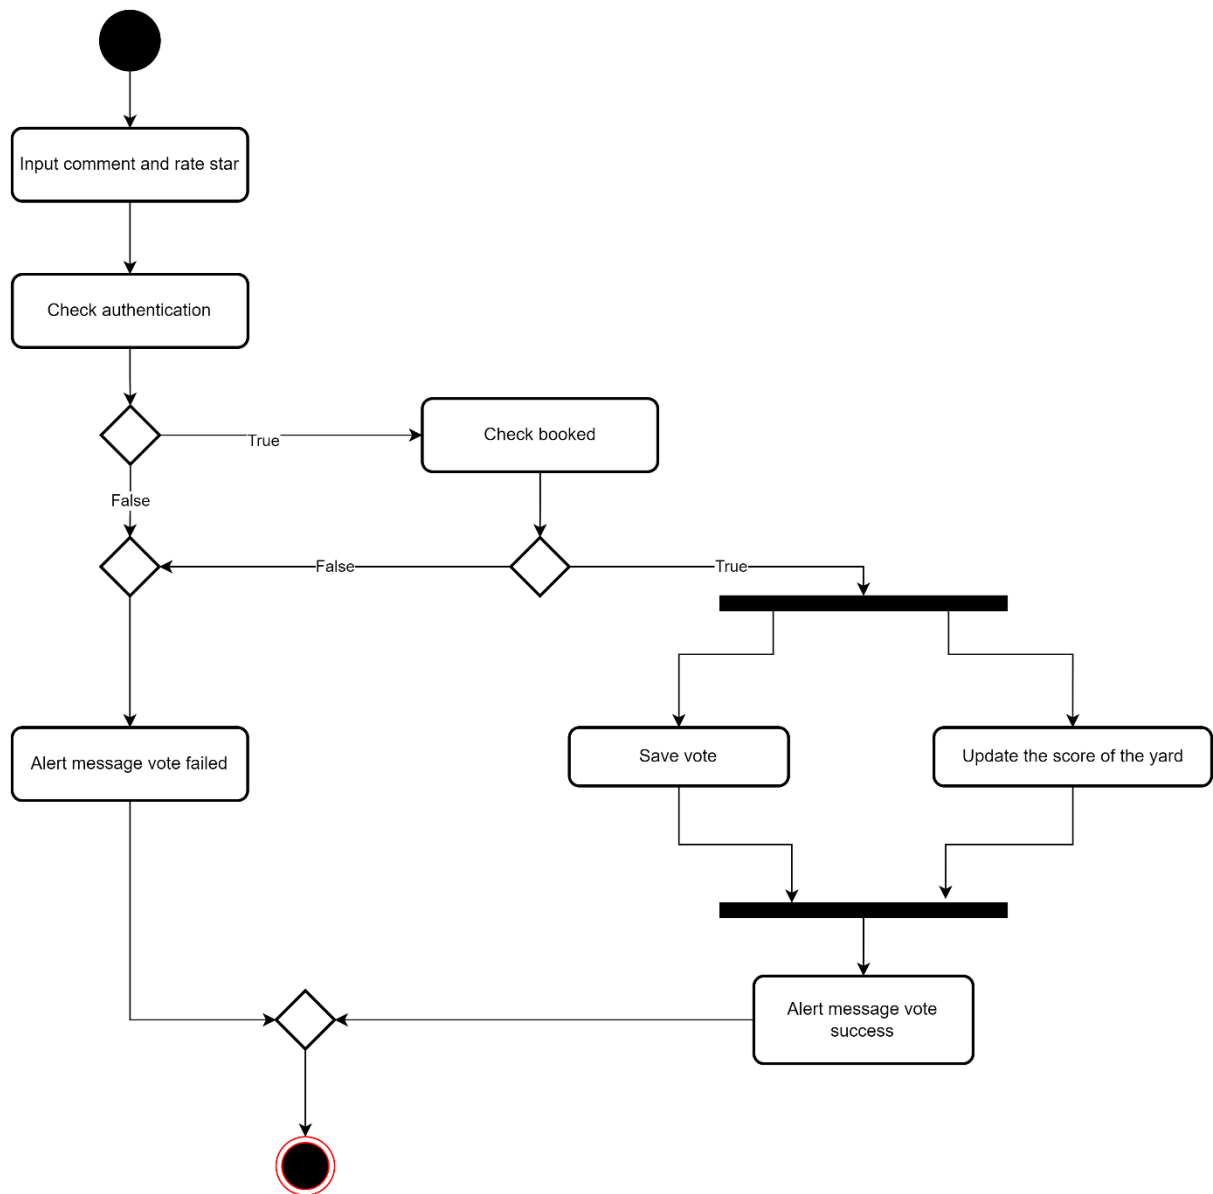 Input comment and rate star
Check authentication
Check booked
True
False
False
True
Save vote
Update the score of the yard
Alert message vote failed
Alert message vote
success